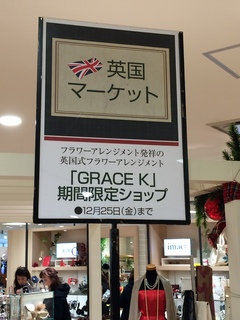 英国
マーケット
フラワーアレンジメント発祥の
英国式フラワーアレンジメント
「GRACE K」
期間限定ショップ
●12月25日(金)まで
image